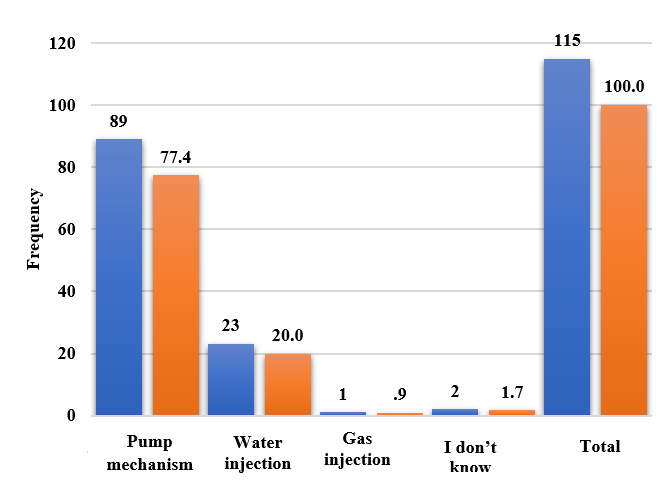 120
100
80
60
40
20
0
Frequency
89
77.4
23
20.0
1
.9
2
1.7
115
100.0
Pump
mechanism
Water
injection
Gas
injection
I don’t
know
Total